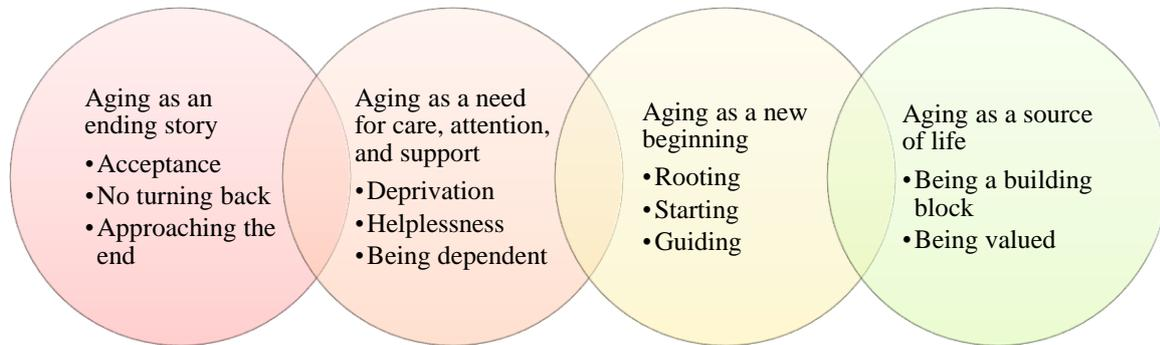 Aging as an
ending story
•Acceptance
•No turning back
•Approaching the
end
Aging as a need
for care, attention,
and support
•Deprivation
•Helplessness
•Being dependent
Aging as a new
beginning
•Rooting
•Starting
•Guiding
Aging as a source
of life
•Being a building
block
•Being valued